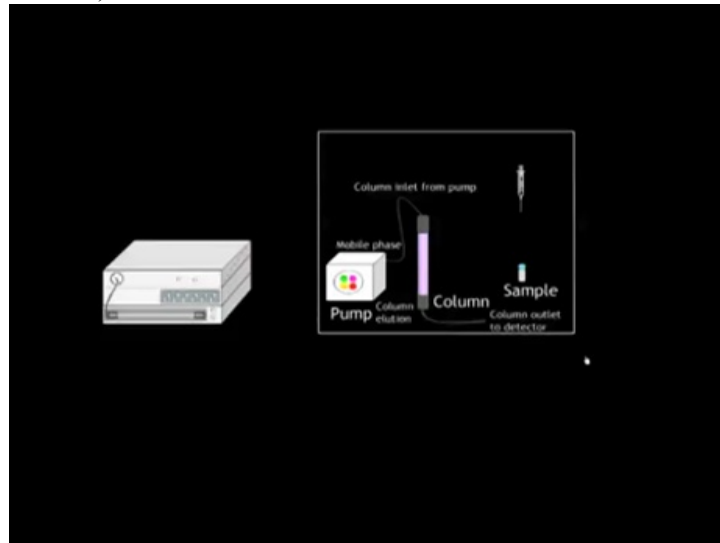 Column inlet from pump
Mobile phase
Sample
Pump
Column
elution
Column
Column outlet
to detector